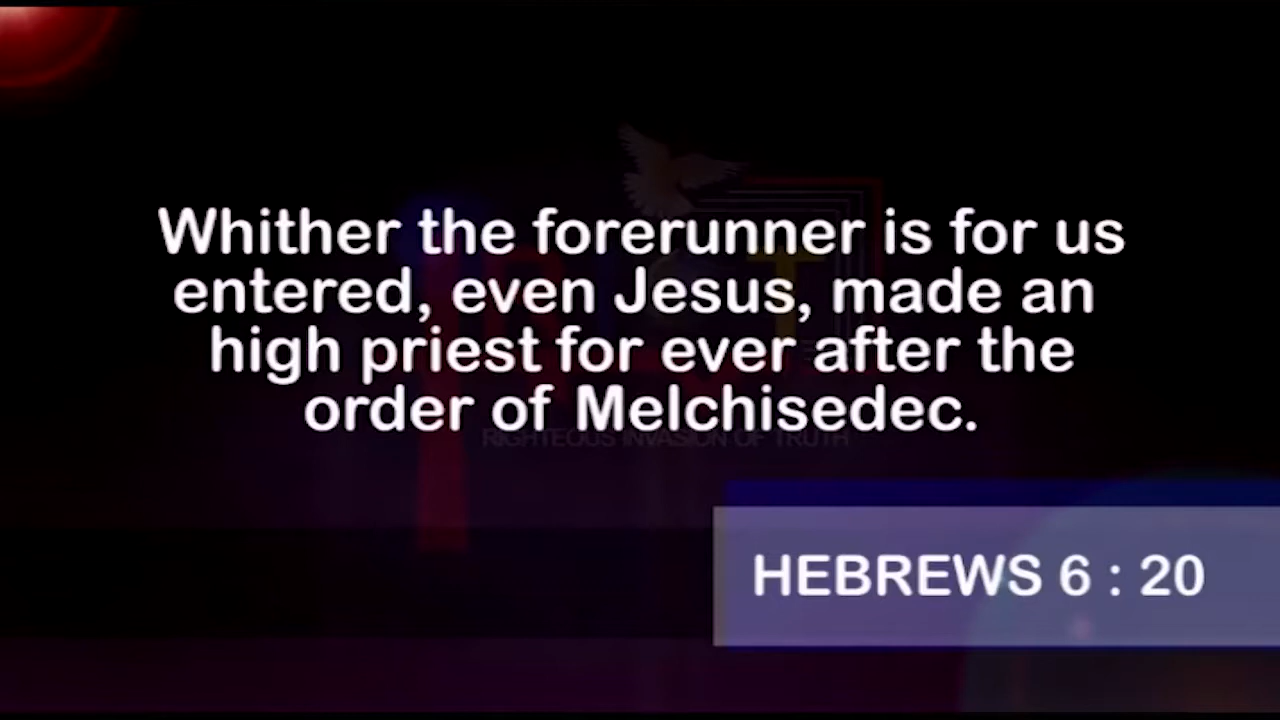 Whither the forerunner is for us
entered, even Jesus, made an
high priest for ever after the
order of Melchisedec.
RIGHTEOUS INVASION OF TRUTH
HEBREWS 6 : 20